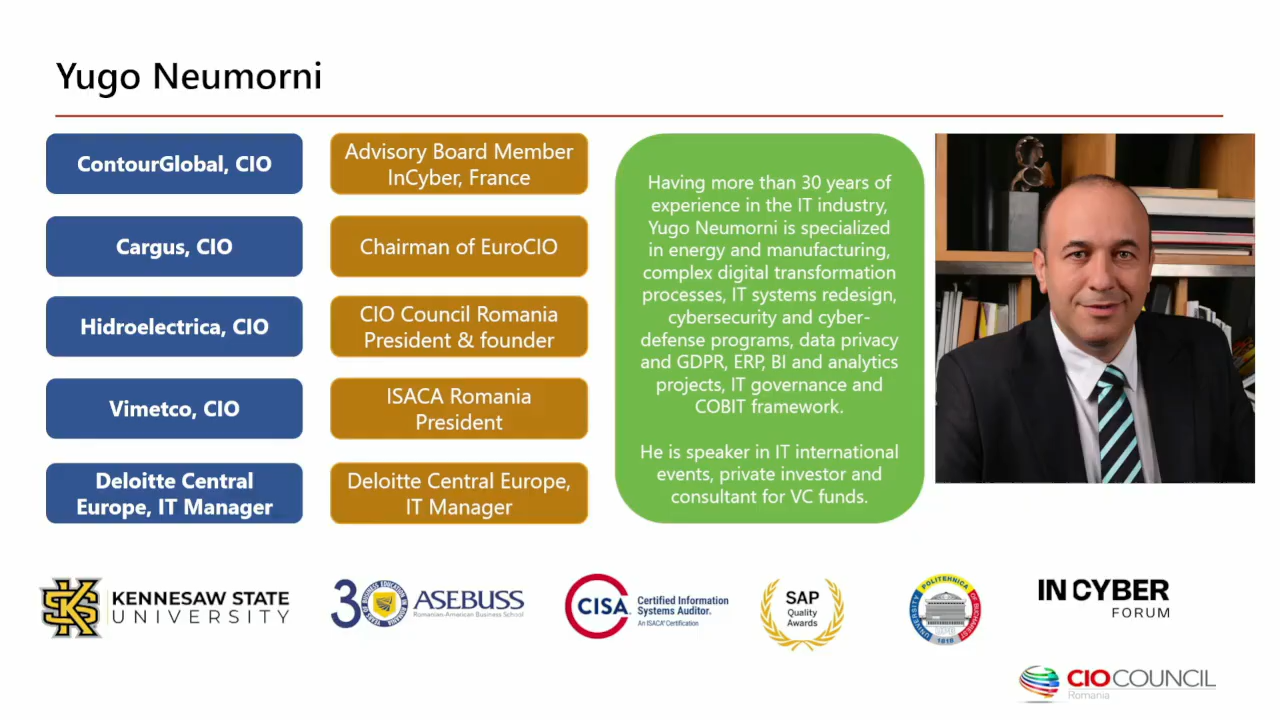 Yugo Neumorni
ContourGlobal, CIO
Cargus, CIO
Hidroelectrica, CIO
Vimetco, CIO
Deloitte Central
Europe, IT Manager
Advisory Board Member
InCyber, France
Chairman of EuroCIO
CIO Council Romania
President & founder
ISACA Romania
President
Deloitte Central Europe,
IT Manager
Having more than 30 years of
experience in the IT industry,
Yugo Neumorni is specialized
in energy and manufacturing,
complex digital transformation
processes, IT systems redesign,
cybersecurity and cyber-
defense programs, data privacy
and GDPR, ERP, BI and analytics
projects, IT governance and
COBIT framework.
He is speaker in IT international
events, private investor and
consultant for VC funds.
KS
KENNESAW STATE
UNIVERSITY
30
ASEBUSS
Romanian-American Business School
CISA
Certified Information
Systems Auditor.
An ISACA® Certification
SAP
Quality
Awards
UNIVERSITY POLITEHNICA OF BUCHAREST
1818
IN CYBER
FORUM
CIO COUNCIL
Romania